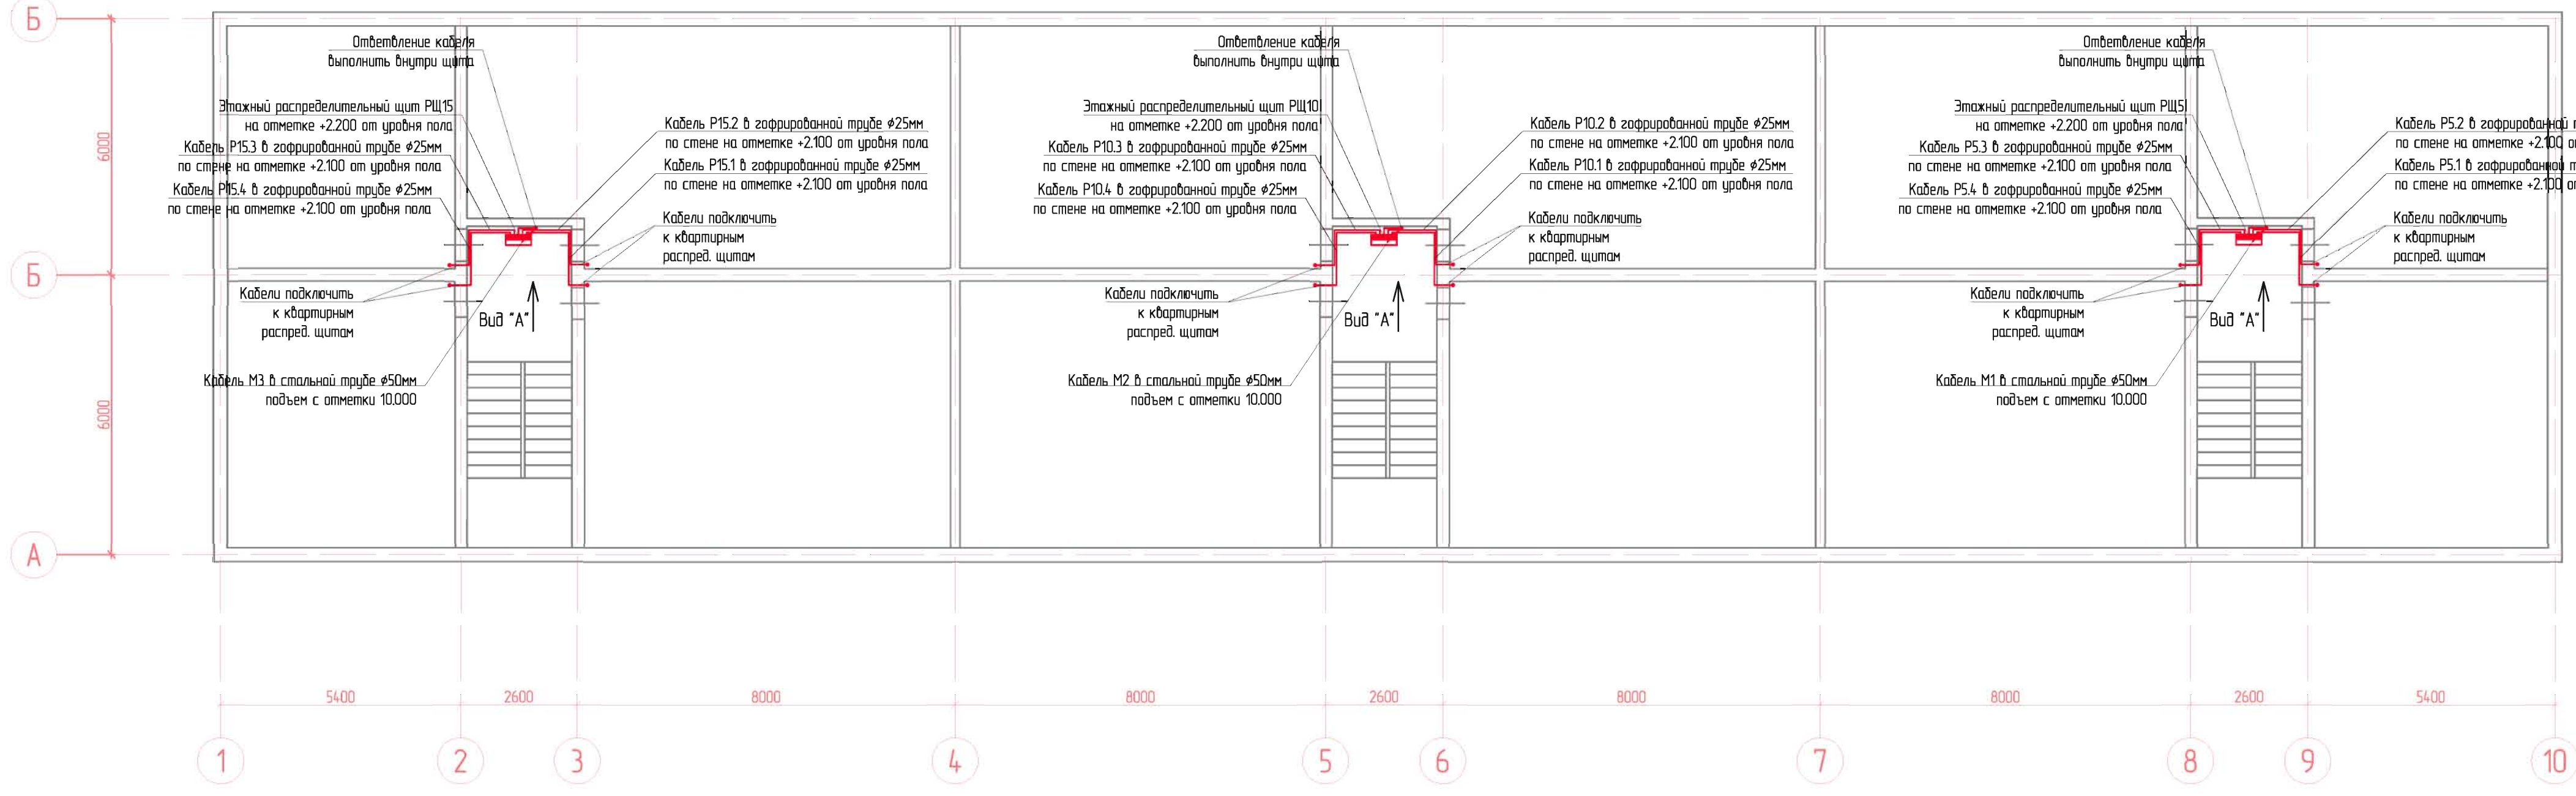 Б
Б
А
6000
6000
Ответвление кабеля
выполнить внутри щита
Этажный распределительный щит РЩ15
на отметке +2.200 от уровня пола
Кабель Р15.3 в гофрированной трубе ϕ25мм
по стене на отметке +2.100 от уровня пола
Кабель Р15.4 в гофрированной трубе ϕ25мм
по стене на отметке +2.100 от уровня пола
Кабель Р15.2 в гофрированной трубе ϕ25мм
по стене на отметке +2.100 от уровня пола
Кабель Р15.1 в гофрированной трубе ϕ25мм
по стене на отметке +2.100 от уровня пола
Кабели подключить
к квартирным
распред. щитам
Кабели подключить
к квартирным
распред. щитам
Вид "А"
Кабель М3 в стальной трубе ϕ50мм
подъем с отметки 10.000
Ответвление кабеля
выполнить внутри щита
Этажный распределительный щит РЩ10
на отметке +2.200 от уровня пола
Кабель Р10.3 в гофрированной трубе ϕ25мм
по стене на отметке +2.100 от уровня пола
Кабель Р10.4 в гофрированной трубе ϕ25мм
по стене на отметке +2.100 от уровня пола
Кабель Р10.2 в гофрированной трубе ϕ25мм
по стене на отметке +2.100 от уровня пола
Кабель Р10.1 в гофрированной трубе ϕ25мм
по стене на отметке +2.100 от уровня пола
Кабели подключить
к квартирным
распред. щитам
Кабели подключить
к квартирным
распред. щитам
Вид "А"
Кабель М2 в стальной трубе ϕ50мм
подъем с отметки 10.000
Ответвление кабеля
выполнить внутри щита
Этажный распределительный щит РЩ5
на отметке +2.200 от уровня пола
Кабель Р5.3 в гофрированной трубе ϕ25мм
по стене на отметке +2.100 от уровня пола
Кабель Р5.4 в гофрированной трубе ϕ25мм
по стене на отметке +2.100 от уровня пола
Кабель Р5.2 в гофрированной
по стене на отметке +2.100
Кабель Р5.1 в гофрированной
по стене на отметке +2.100
Кабели подключить
к квартирным
распред. щитам
Кабели подключить
к квартирным
распред. щитам
Вид "А"
Кабель М1 в стальной трубе ϕ50мм
подъем с отметки 10.000
5400 2600 8000 8000 2600 8000 8000 2600 5400
1 2 3 4 5 6 7 8 9 10